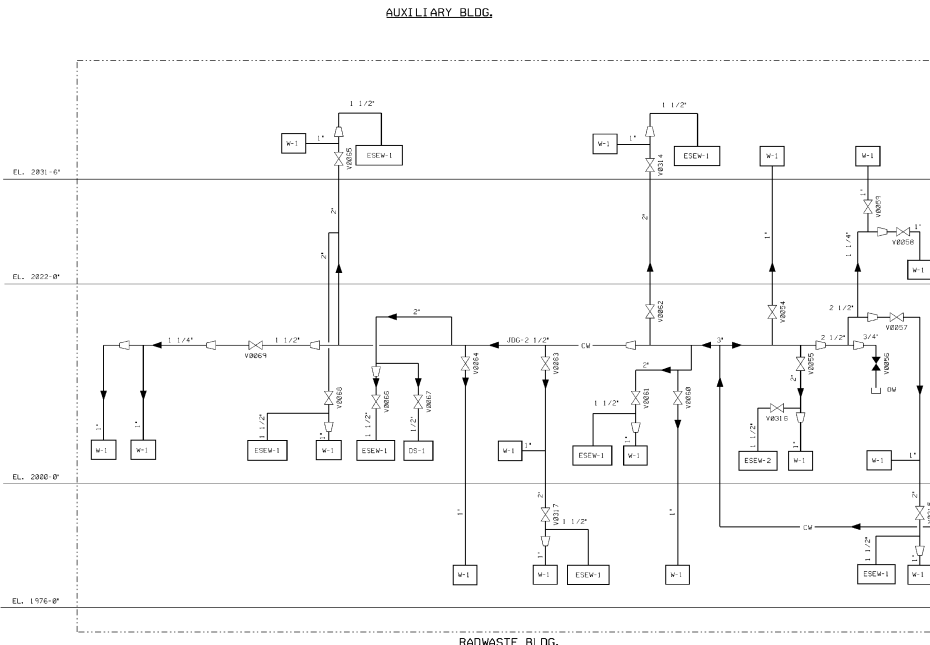 AUXILIARY BLDG.
1 1/2"
1 1/2"
W-1
1"
ESEW-1
V0065
W-1
1"
ESEW-1
V0314
W-1
W-1
EL. 2031-6"
2"
2"
2"
1"
1"
V0059
1 1/4"
V0058
1"
W-1
EL. 2022-0"
V0062
V0054
2 1/2"
V0057
2"
1 1/4"
V0069
1 1/2"
V0064
JDG-2 1/2"
V0063
CW
3"
2 1/2"
3/4"
V0056
DW
V0068
V0066
V0067
2"
V0061
V0060
V0055
2"
V0316
1"
1"
1 1/2"
1"
1 1/2"
1/2"
1 1/2"
1"
1 1/2"
1"
W-1
W-1
ESEW-1
W-1
ESEW-1
DS-1
W-1
1"
ESEW-1
W-1
ESEW-2
W-1
W-1
1"
EL. 2000-0"
1"
2"
V0317
1 1/2"
1"
1"
CW
2"
1 1/2"
1"
W-1
W-1
ESEW-1
W-1
ESEW-1
W-1
EL. 1976-0"
RADWASTE BLDG.